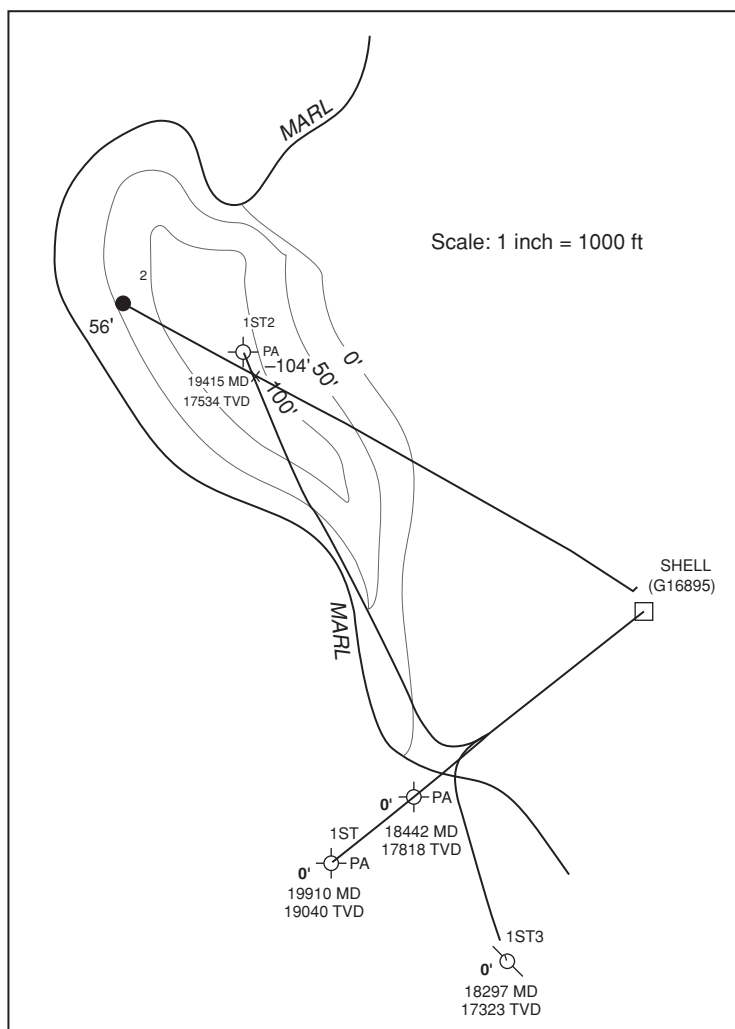 MARL
Scale: 1 inch = 1000 ft
2
56'
1ST2
PA
–104'
19415 MD
17534 TVD
100'
50'
0'
SHELL
(G16895)
MARL
0'
PA
18442 MD
17818 TVD
1ST
0'
PA
19910 MD
19040 TVD
1ST3
0'
18297 MD
17323 TVD